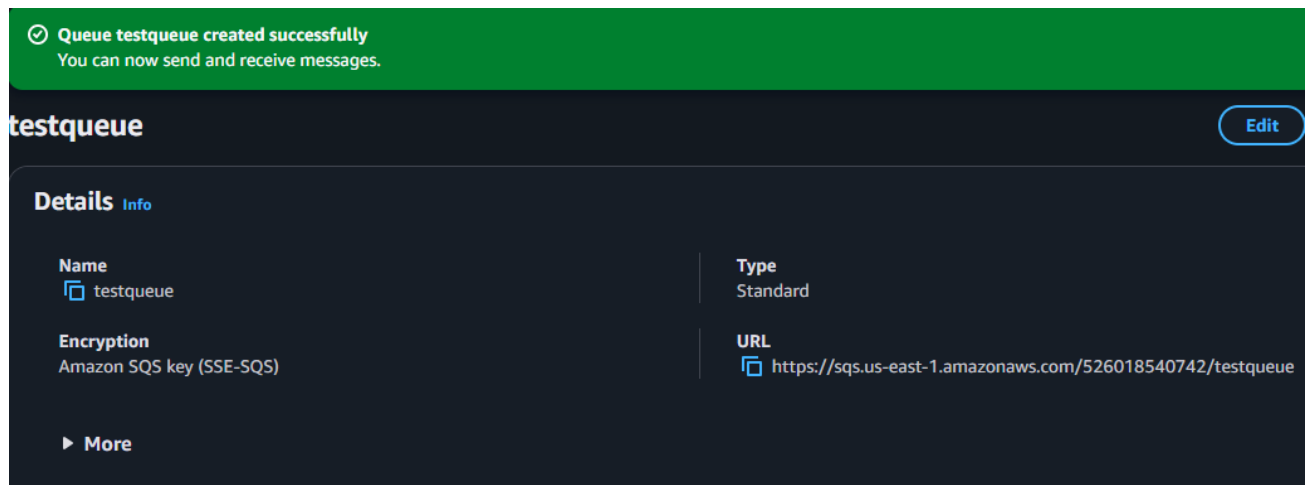 Queue testqueue created successfully
You can now send and receive messages.
testqueue
Edit
Details Info
Name
testqueue
Type
Standard
Encryption
Amazon SQS key (SSE-SQS)
URL
https://sqs.us-east-1.amazonaws.com/526018540742/testqueue
More